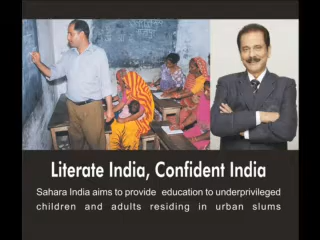 Literate India, Confident India
Sahara India aims to provide education to underprivileged
children and adults residing in urban slums